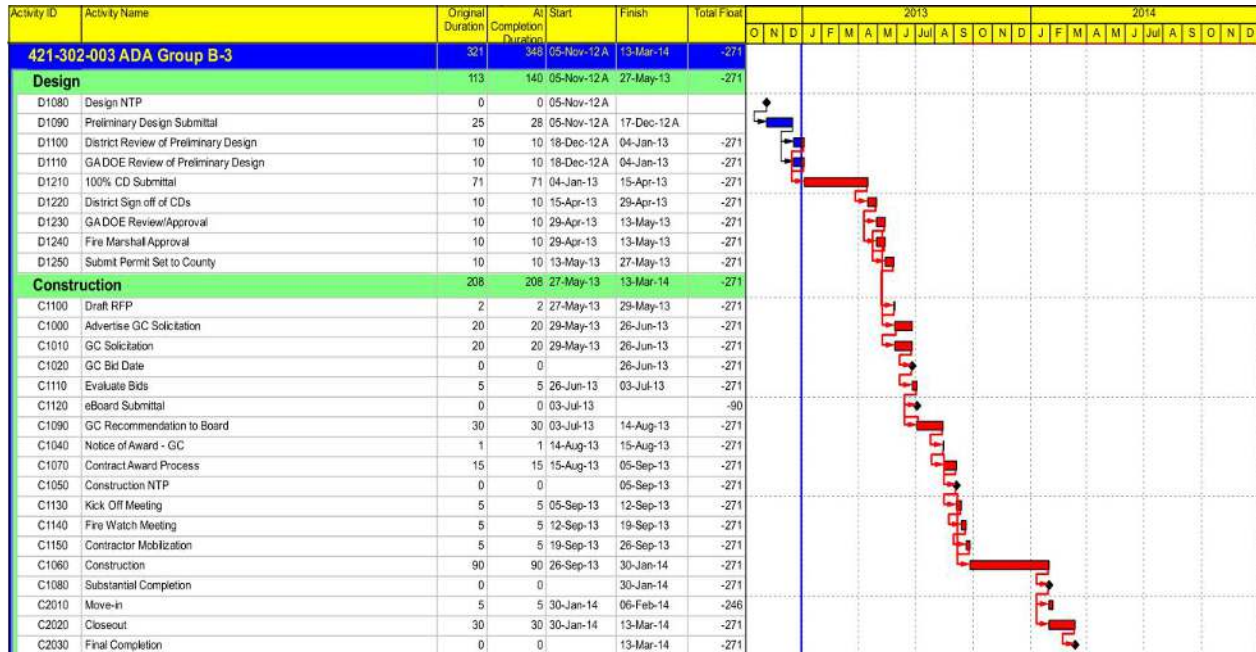 Activity ID Activity Name Original Duration At Completion Duration Start Finish Total Float 2013 2014
O N D J F M A M J Jul A S O N D J F M A M J Jul A S O N D
421-302-003 ADA Group B-3 321 348 05-Nov-12 A 13-Mar-14 -271
Design 113 140 05-Nov-12 A 27-May-13 -271
D1080 Design NTP 0 0 05-Nov-12 A
D1090 Preliminary Design Submittal 25 28 05-Nov-12 A 17-Dec-12 A
D1100 District Review of Preliminary Design 10 10 18-Dec-12 A 04-Jan-13 -271
D1110 GADOE Review of Preliminary Design 10 10 18-Dec-12 A 04-Jan-13 -271
D1210 100% CD Submittal 71 71 04-Jan-13 15-Apr-13 -271
D1220 District Sign off of CDs 10 10 15-Apr-13 29-Apr-13 -271
D1230 GADOE Review/Approval 10 10 29-Apr-13 13-May-13 -271
D1240 Fire Marshall Approval 10 10 29-Apr-13 13-May-13 -271
D1250 Submit Permit Set to County 10 10 13-May-13 27-May-13 -271
Construction 208 208 27-May-13 13-Mar-14 -271
C1100 Draft RFP 2 2 27-May-13 29-May-13 -271
C1000 Advertise GC Solicitation 20 20 29-May-13 26-Jun-13 -271
C1010 GC Solicitation 20 20 29-May-13 26-Jun-13 -271
C1020 GC Bid Date 0 0 26-Jun-13 -271
C1110 Evaluate Bids 5 5 26-Jun-13 03-Jul-13 -271
C1120 eBoard Submittal 0 0 03-Jul-13 -90
C1090 GC Recommendation to Board 30 30 03-Jul-13 14-Aug-13 -271
C1040 Notice of Award - GC 1 1 14-Aug-13 15-Aug-13 -271
C1070 Contract Award Process 15 15 15-Aug-13 05-Sep-13 -271
C1050 Construction NTP 0 0 05-Sep-13 -271
C1130 Kick Off Meeting 5 5 05-Sep-13 12-Sep-13 -271
C1140 Fire Watch Meeting 5 5 12-Sep-13 19-Sep-13 -271
C1150 Contractor Mobilization 5 5 19-Sep-13 26-Sep-13 -271
C1060 Construction 90 90 26-Sep-13 30-Jan-14 -271
C1080 Substantial Completion 0 0 30-Jan-14 -271
C2010 Move-in 5 5 30-Jan-14 06-Feb-14 -246
C2020 Closeout 30 30 30-Jan-14 13-Mar-14 -271
C2030 Final Completion 0 0 13-Mar-14 -271